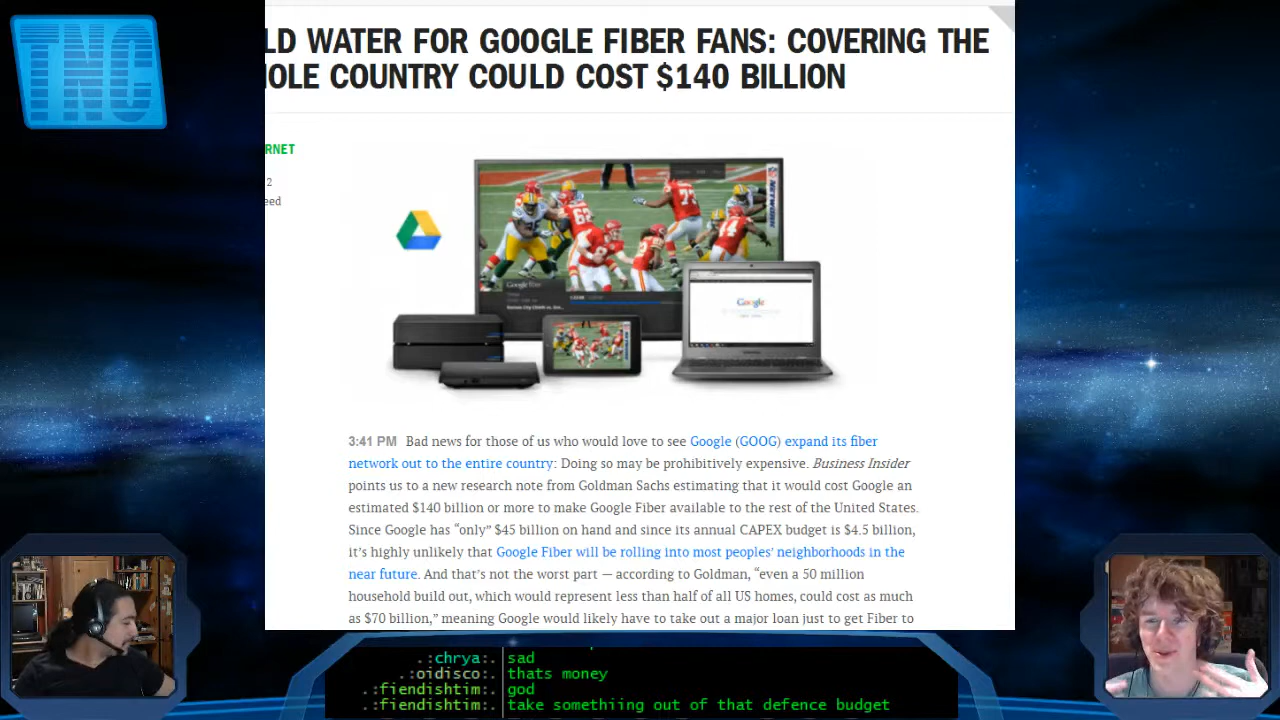 TNC
LD WATER FOR GOOGLE FIBER FANS: COVERING THE
OLE COUNTRY COULD COST $140 BILLION
RNET
2
eed
NETWORK
Google fiber
Google
3:41 PM Bad news for those of us who would love to see Google (GOOG) expand its fiber
network out to the entire country: Doing so may be prohibitively expensive. Business Insider
points us to a new research note from Goldman Sachs estimating that it would cost Google an
estimated $140 billion or more to make Google Fiber available to the rest of the United States.
Since Google has “only” $45 billion on hand and since its annual CAPEX budget is $4.5 billion,
it’s highly unlikely that Google Fiber will be rolling into most peoples’ neighborhoods in the
near future. And that’s not the worst part — according to Goldman, “even a 50 million
household build out, which would represent less than half of all US homes, could cost as much
as $70 billion,” meaning Google would likely have to take out a major loan just to get Fiber to
.:chrya:. sad
.:oidisco:. thats money
.:fiendishtim:. god
.:fiendishtim:. take somethiing out of that defence budget